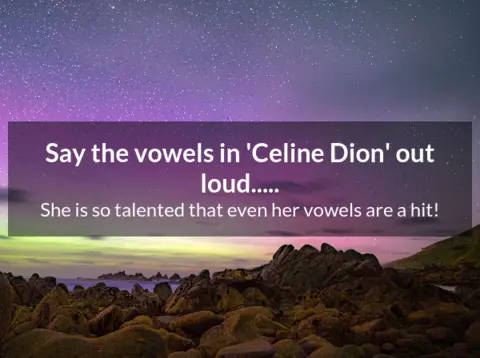 Say the vowels in 'Celine Dion' out
loud.....
She is so talented that even her vowels are a hit!